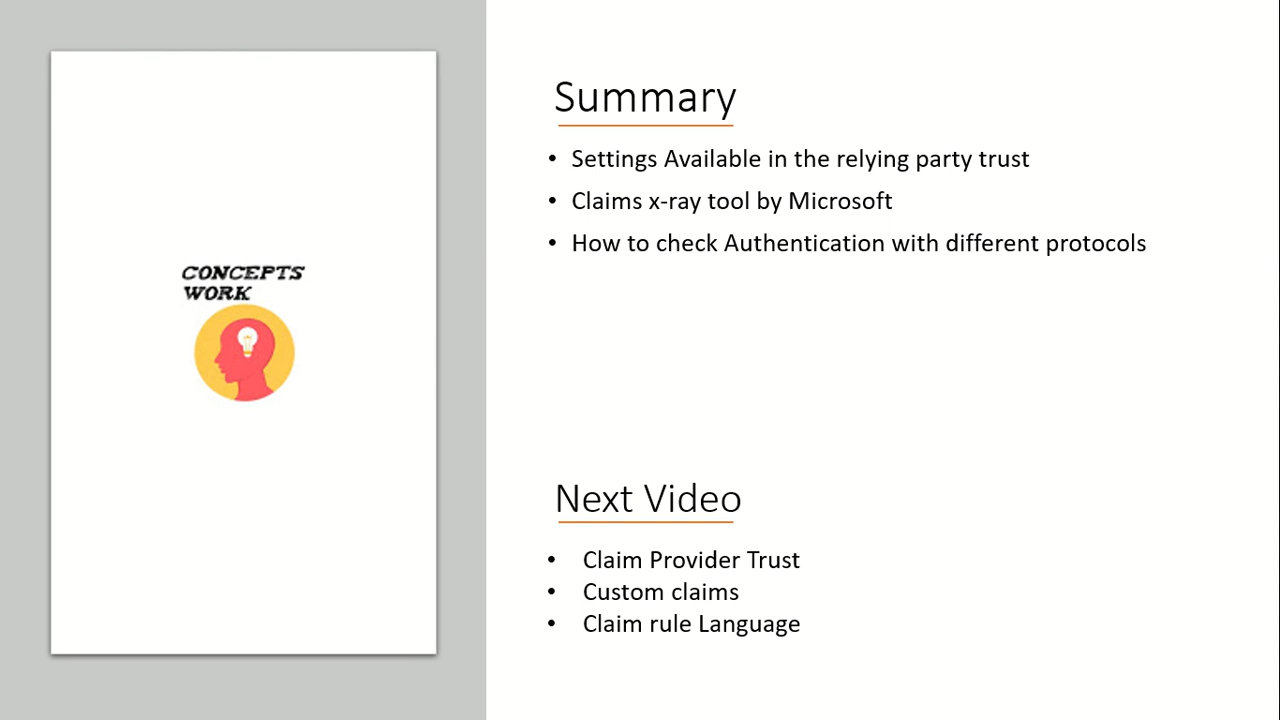 CONCEPTS
WORK
Summary
• Settings Available in the relying party trust
• Claims x-ray tool by Microsoft
• How to check Authentication with different protocols
Next Video
• Claim Provider Trust
• Custom claims
• Claim rule Language